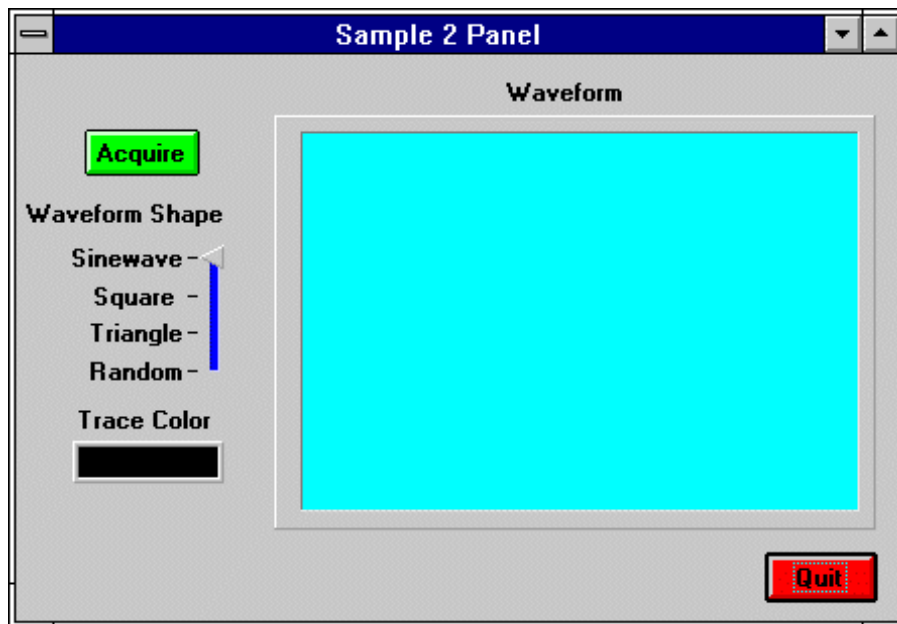 Sample 2 Panel
Waveform
Acquire
Waveform Shape
Sinewave
Square
Triangle
Random
Trace Color
Quit